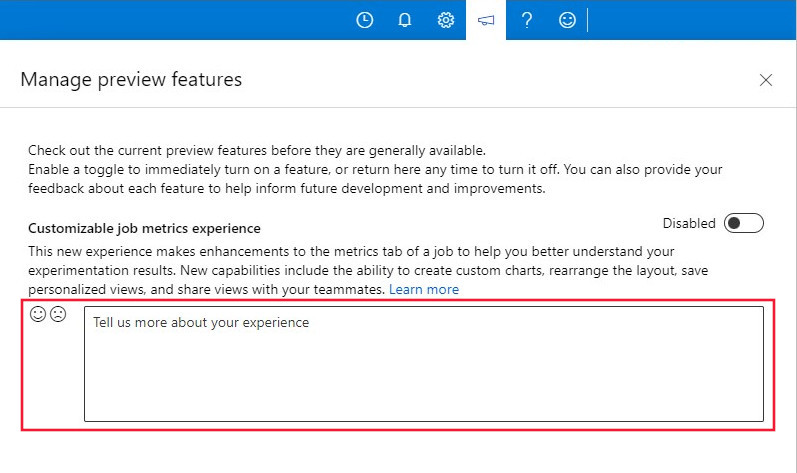 Manage preview features
Check out the current preview features before they are generally available.
Enable a toggle to immediately turn on a feature, or return here any time to turn it off. You can also provide your
feedback about each feature to help inform future development and improvements.
Customizable job metrics experience
Disabled
This new experience makes enhancements to the metrics tab of a job to help you better understand your
experimentation results. New capabilities include the ability to create custom charts, rearrange the layout, save
personalized views, and share views with your teammates. Learn more
Tell us more about your experience